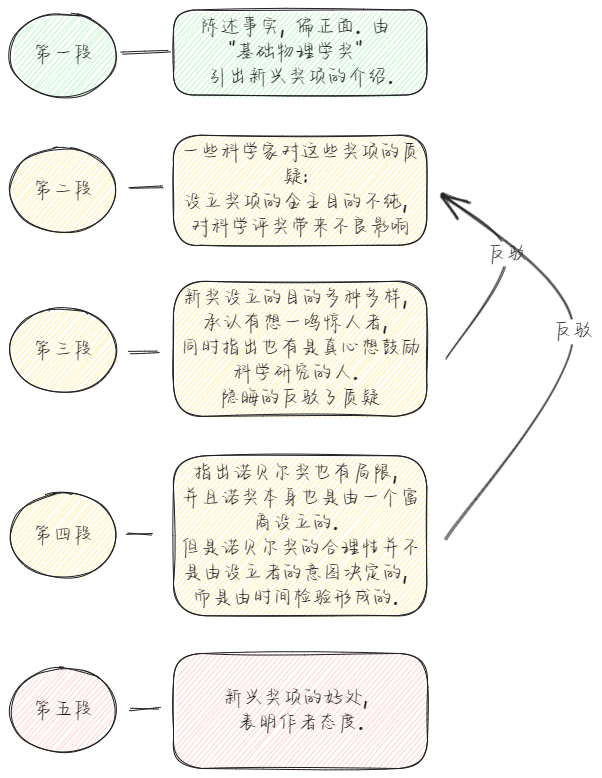 第一段
陈述事实, 偏正面. 由
"基础物理学奖"
引出新兴奖项的介绍.
第二段
一些科学家对这些奖项的质
疑:
设立奖项的金主目的不纯,
对科学评奖带来不良影响
反驳
第三段
新奖设立的目的多种多样,
承认有想一鸣惊人者,
同时指出也有是真心想鼓励
科学研究的人.
隐晦的反驳了质疑
反驳
第四段
指出诺贝尔奖也有局限,
并且诺奖本身也是由一个富
商设立的.
但是诺贝尔奖的合理性并不
是由设立者的意图决定的,
而是由时间检验形成的.
第五段
新兴奖项的好处,
表明作者态度.